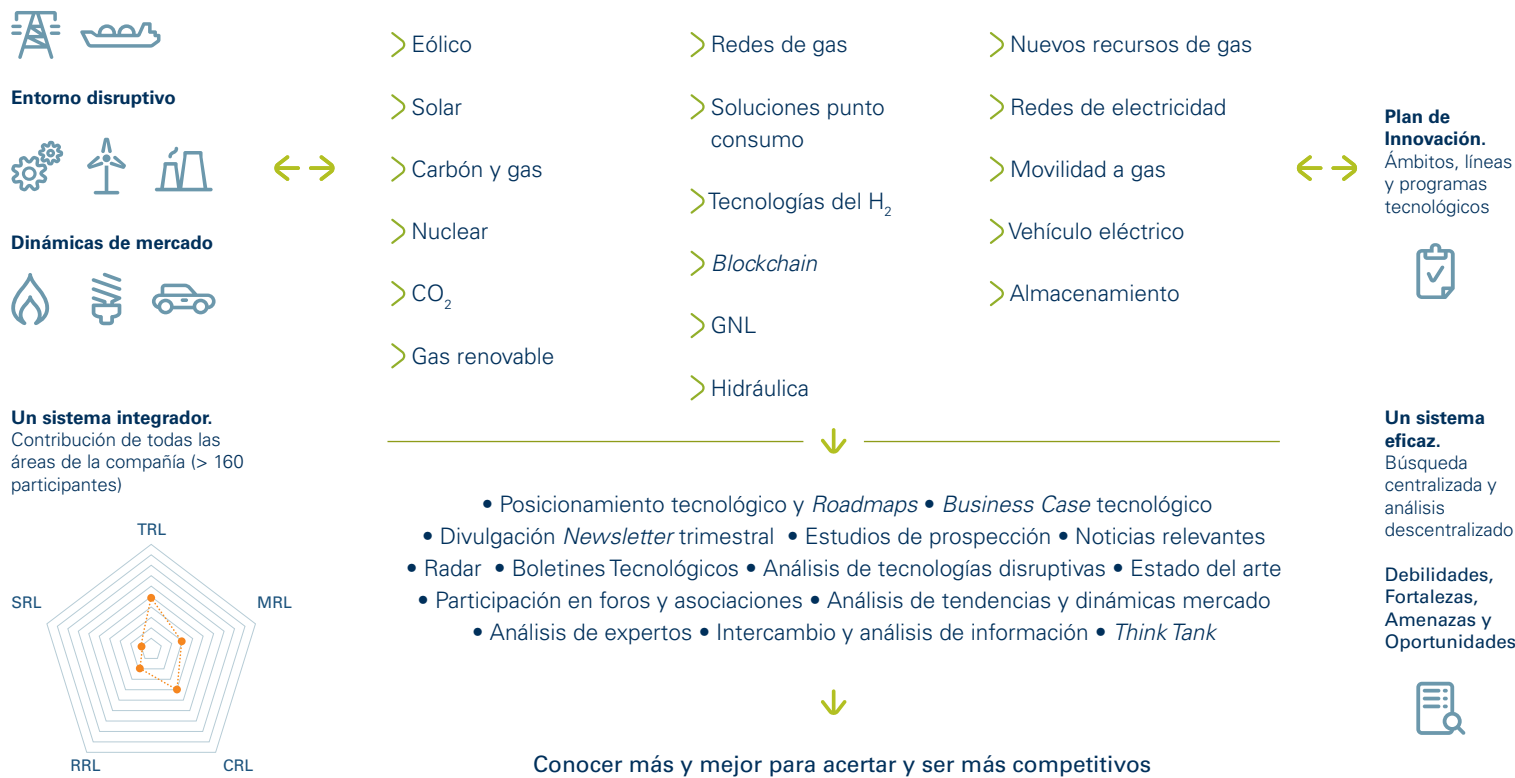 Entorno disruptivo
Dinámicas de mercado
Eólico
Solar
Carbón y gas
Nuclear
CO₂
Gas renovable
Redes de gas
Soluciones punto
consumo
Tecnologías del H₂
Blockchain
GNL
Hidráulica
Nuevos recursos de gas
Redes de electricidad
Movilidad a gas
Vehículo eléctrico
Almacenamiento
Plan de
Innovación.
Ámbitos, líneas
y programas
tecnológicos
Un sistema integrador.
Contribución de todas las
áreas de la compañía (> 160
participantes)
TRL
SRL
MRL
RRL
CRL
• Posicionamiento tecnológico y Roadmaps • Business Case tecnológico
• Divulgación Newsletter trimestral • Estudios de prospección • Noticias relevantes
• Radar • Boletines Tecnológicos • Análisis de tecnologías disruptivas • Estado del arte
• Participación en foros y asociaciones • Análisis de tendencias y dinámicas mercado
• Análisis de expertos • Intercambio y análisis de información • Think Tank
Conocer más y mejor para acertar y ser más competitivos
Un sistema
eficaz.
Búsqueda
centralizada y
análisis
descentralizado
Debilidades,
Fortalezas,
Amenazas y
Oportunidades